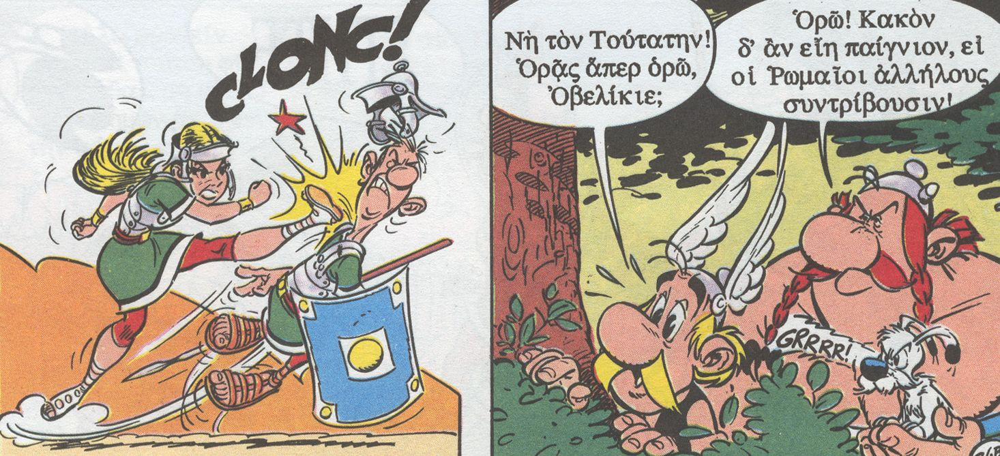 CLONC!
Νὴ τὸν Τούτατην!
Ὁρᾷς ἅπερ ὁρῶ,
Ὀβελίκιε;
Ὁρῶ! Κακὸν
δ' ἂν εἴη παίγνιον, εἰ
οἱ Ῥωμαῖοι ἀλλήλους
συντρίβουσιν!
GRRRR!